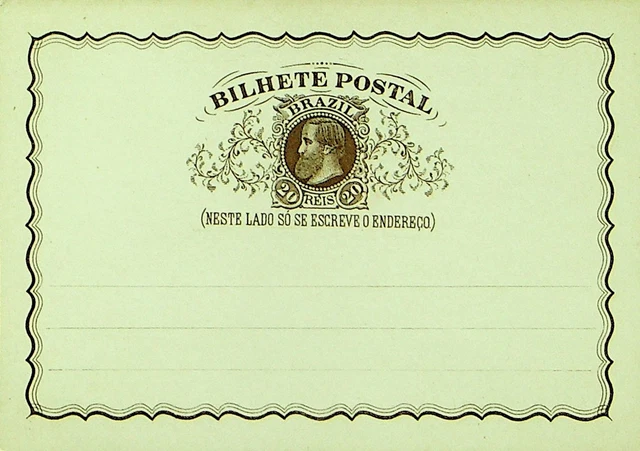 BILHETE POSTAL
BRAZIL
20 RÉIS 20
(NESTE LADO SÓ SE ESCREVE O ENDEREÇO.)